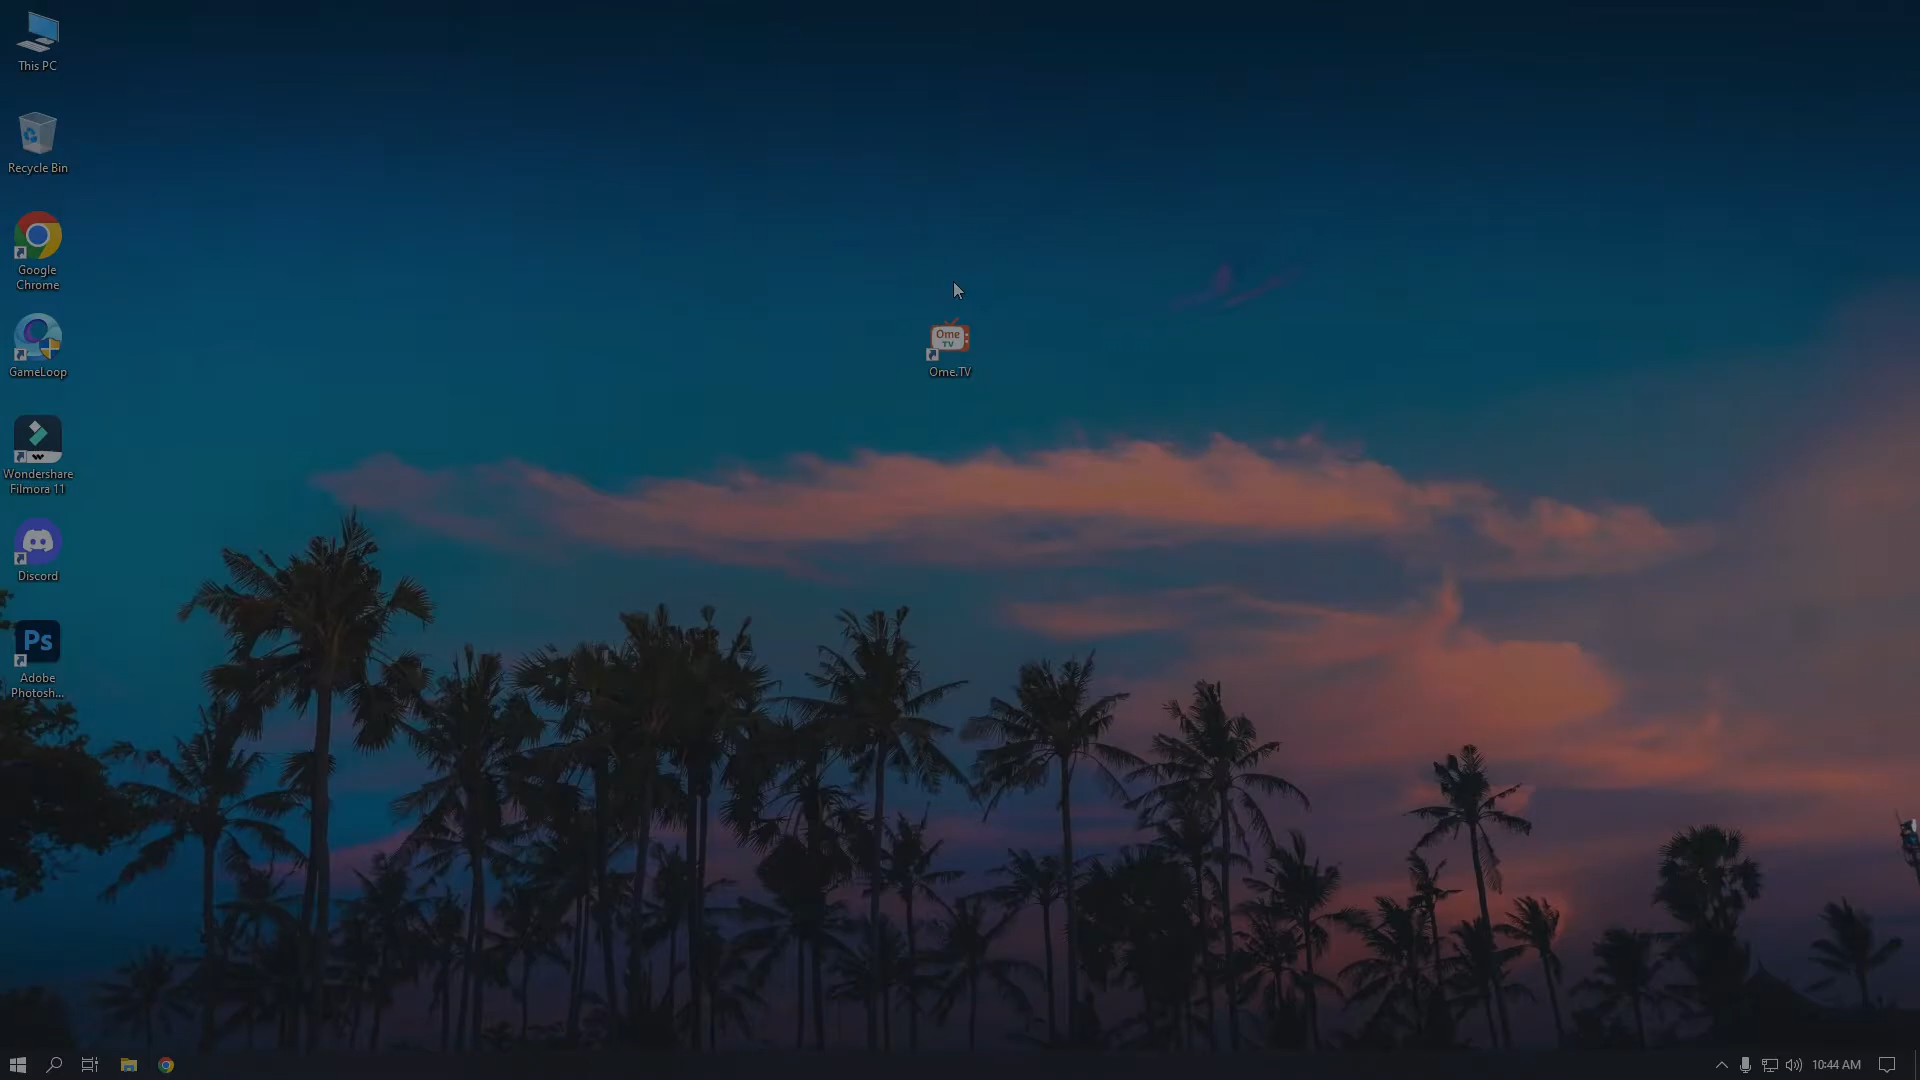 This PC
Recycle Bin
Google
Chrome
GameLoop
Wondershare
Filmora 11
Discord
Ps
Adobe
Photosh...
Ome
TV
Ome.TV
10:44 AM